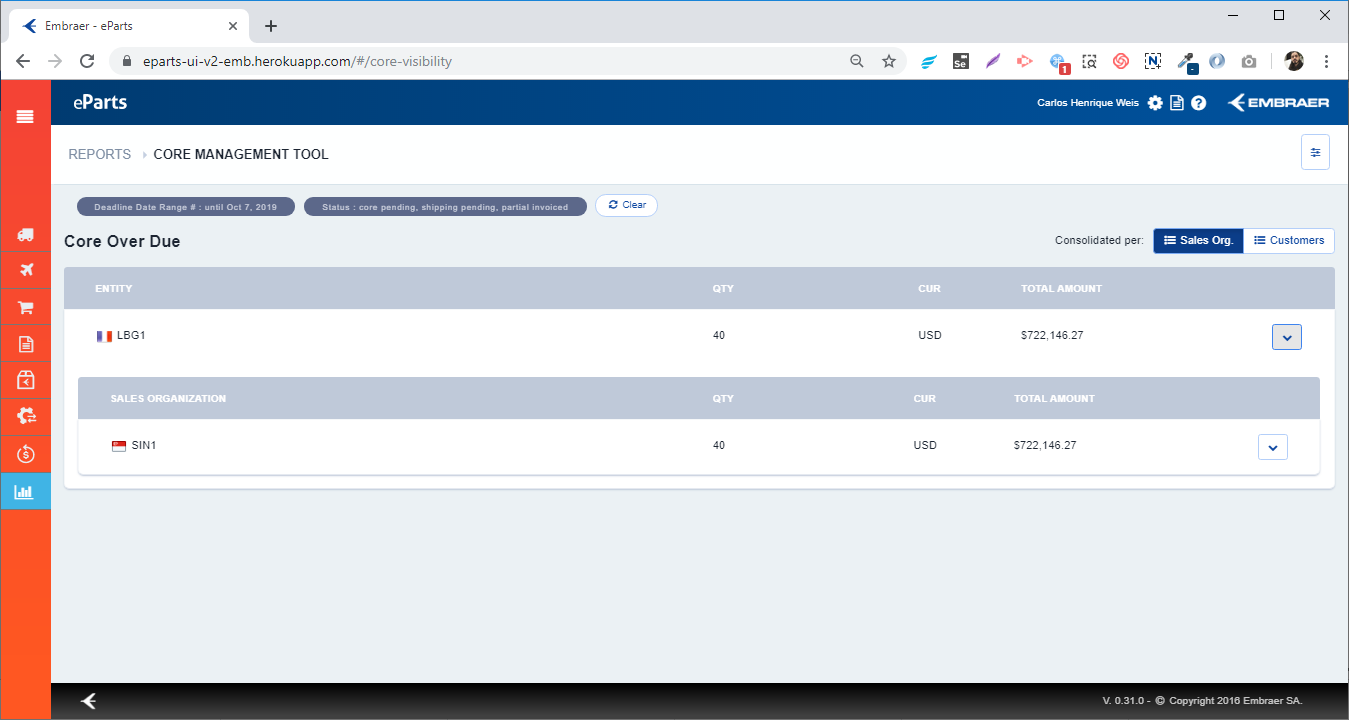 Embraer - eParts
eparts-ui-v2-emb.herokuapp.com/#/core-visibility
Se
1
N
eParts
Carlos Henrique Weis
EMBRAER
REPORTS CORE MANAGEMENT TOOL
Deadline Date Range # : until Oct 7, 2019 Status : core pending, shipping pending, partial invoiced Clear
Core Over Due
Consolidated per: Sales Org. Customers
ENTITY QTY CUR TOTAL AMOUNT
LBG1 40 USD $722,146.27
SALES ORGANIZATION QTY CUR TOTAL AMOUNT
SIN1 40 USD $722,146.27
V. 0.31.0 - © Copyright 2016 Embraer SA.